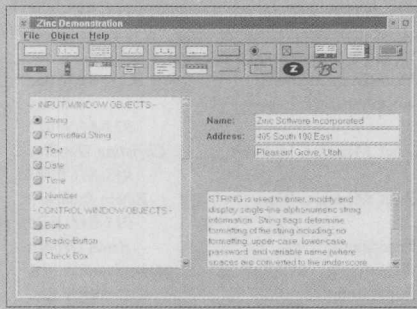 Zinc Demonstration
File Object Help
- INPUT WINDOW OBJECTS -
String
Formatted String
Text
Date
Time
Number
- CONTROL WINDOW OBJECTS -
Button
Radio-Button
Check Box
Name: Zinc Software Incorporated
Address: 405 South 100 East
Pleasant Grove, Utah
STRING is used to enter, modify and
display single-line alphanumeric string
information. String flags determine
formatting of the string including: no
formatting, upper-case, lower-case,
password and variable name (where
spaces are converted to the underscore
Z
ABC